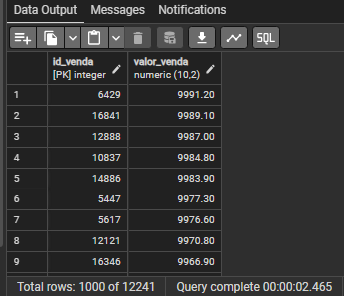 Data Output Messages Notifications
SQL
id_venda valor_venda
[PK] integer numeric (10,2)
1 6429 9991.20
2 16841 9989.10
3 12888 9987.00
4 10837 9984.80
5 14886 9983.90
6 5447 9977.30
7 5617 9976.60
8 12121 9970.80
9 16346 9966.90
Total rows: 1000 of 12241 Query complete 00:00:02.465